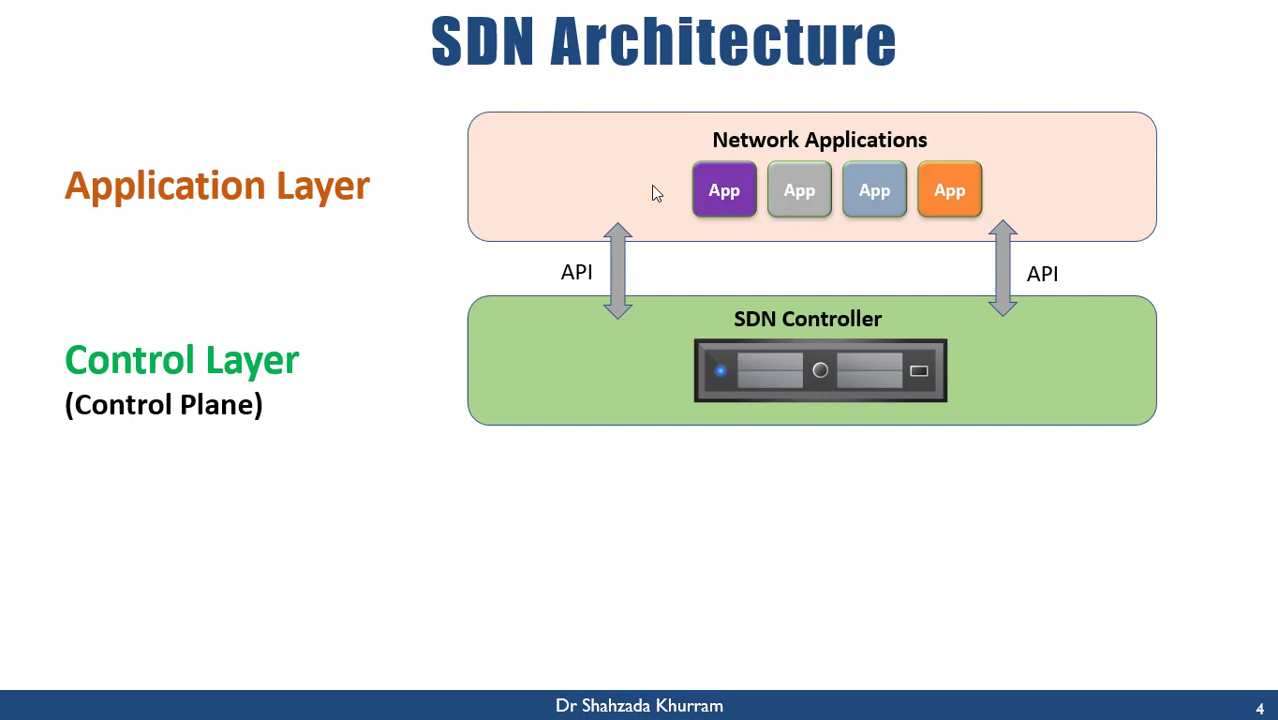 SDN Architecture
Application Layer
Network Applications
App App App App
API API
Control Layer
(Control Plane)
SDN Controller
Dr Shahzada Khurram
4